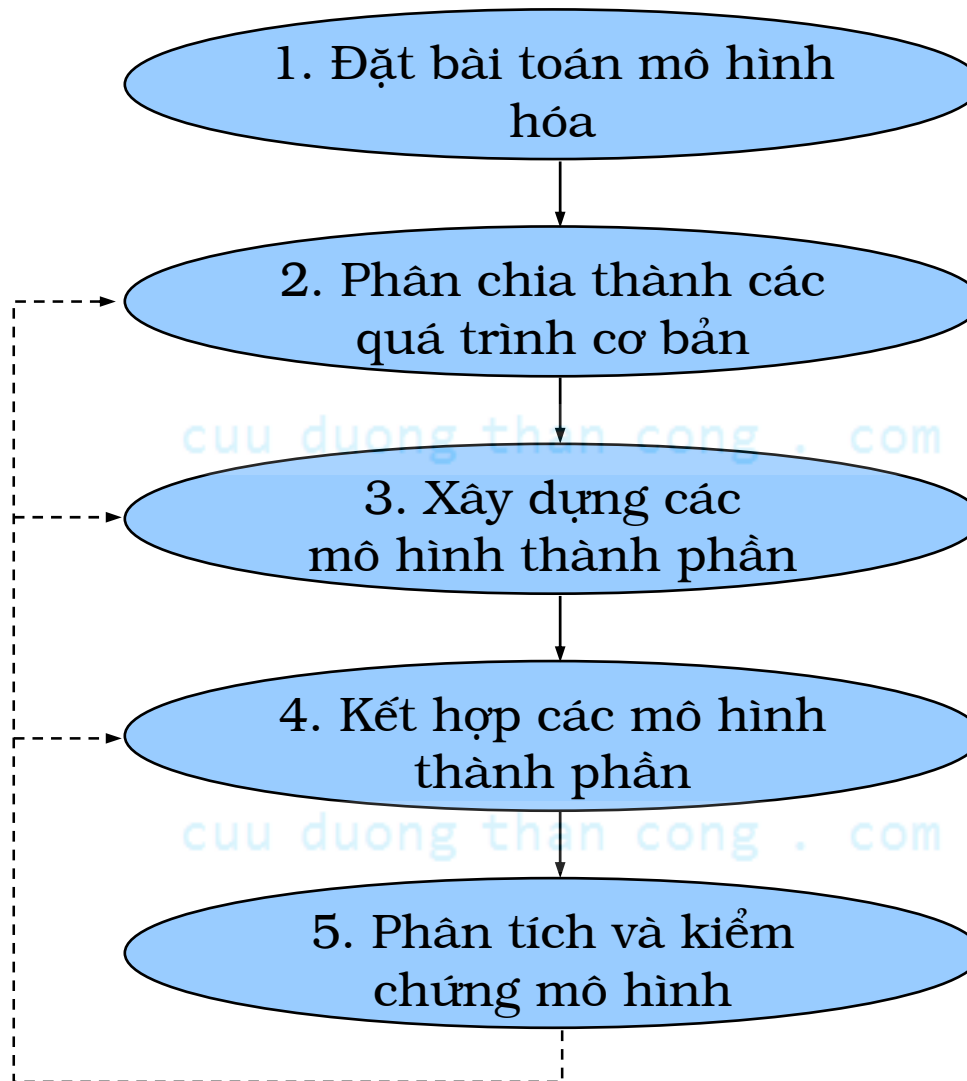 1. Đặt bài toán mô hình
hóa
2. Phân chia thành các
quá trình cơ bản
cuu duong than cong . com
3. Xây dựng các
mô hình thành phần
4. Kết hợp các mô hình
thành phần
cuu duong than cong . com
5. Phân tích và kiểm
chứng mô hình